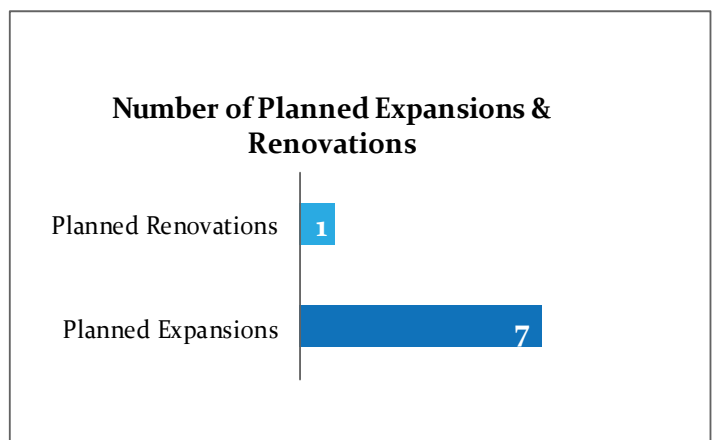 Number of Planned Expansions &
Renovations
Planned Renovations
1
Planned Expansions
7